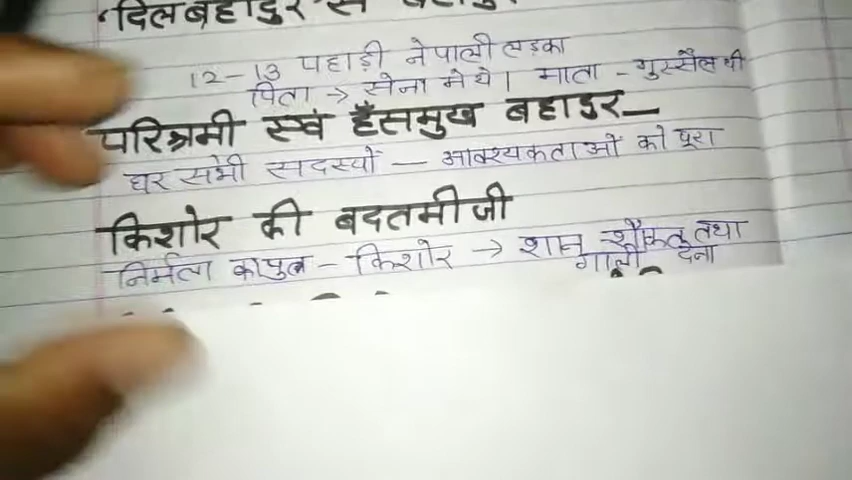 दिलबहादुर से
12-13 पहाड़ी नेपाली लड़का
पिता → सेना मे थे। माता - गुस्सैल थी
परिश्रमी एवं हँसमुख बहादुर_
घर सभी सदस्यों — आवश्यकताओं को पूरा
किशोर की बदतमीजी
निर्मला का पुत्र - किशोर → शान शौकत तथा
गाली देना